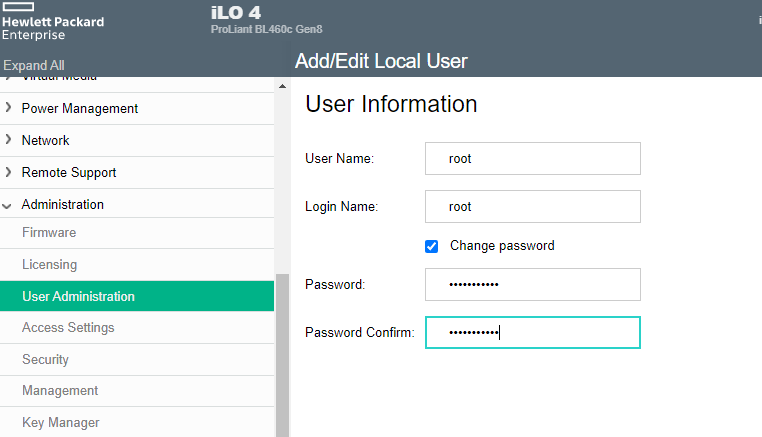 Hewlett Packard
Enterprise
iLO 4
ProLiant BL460c Gen8
Expand All
Add/Edit Local User
Virtual Media
Power Management
Network
Remote Support
Administration
Firmware
Licensing
User Administration
Access Settings
Security
Management
Key Manager
User Information
User Name: root
Login Name: root
Change password
Password: •••••••••••
Password Confirm: •••••••••••